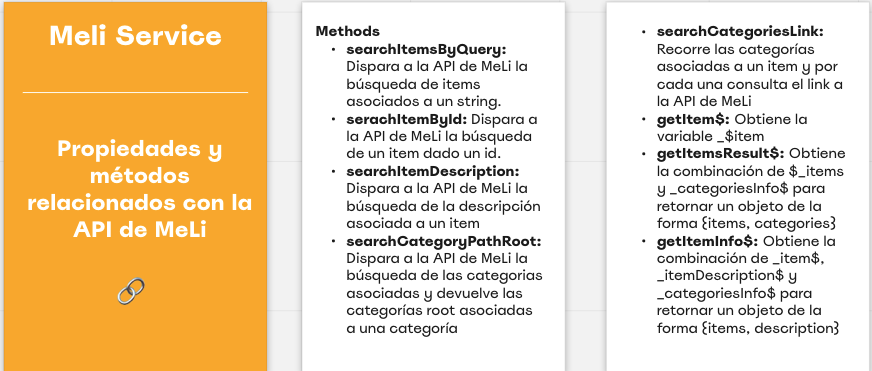 Meli Service
Propiedades y
métodos
relacionados con la
API de MeLi
Methods
• searchItemsByQuery:
Dispara a la API de MeLi la
búsqueda de items
asociados a un string.
• serachItemById: Dispara a
la API de MeLi la búsqueda
de un item dado un id.
• searchItemDescription:
Dispara a la API de MeLi la
búsqueda de la descripción
asociada a un item
• searchCategoryPathRoot:
Dispara a la API de MeLi la
búsqueda de las categorias
asociadas y devuelve las
categorías root asociadas
a una categoría
• searchCategoriesLink:
Recorre las categorías
asociadas a un item y por
cada una consulta el link a
la API de MeLi
• getItem$: Obtiene la
variable _$item
• getItemsResult$: Obtiene
la combinación de $_items
y _categoriesInfo$ para
retornar un objeto de la
forma {items, categories}
• getItemInfo$: Obtiene la
combinación de _item$,
_itemDescription$ y
_categoriesInfo$ para
retornar un objeto de la
forma {items, description}